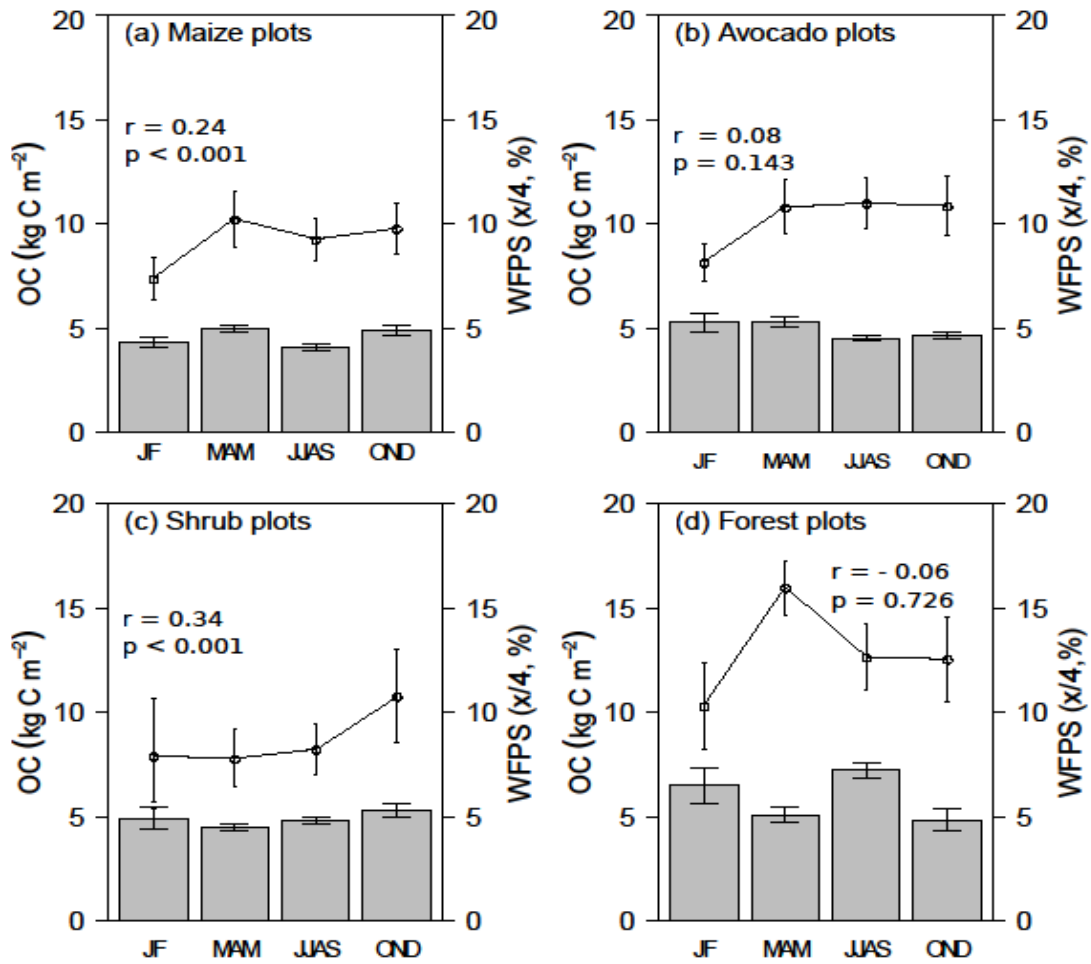 (a) Maize plots
r = 0.24
p < 0.001
OC (kg C m⁻²)
20
15
10
5
0
JF MAM JJAS OND
20
15
10
5
0
WFPS (x/4, %)
(b) Avocado plots
r = 0.08
p = 0.143
OC (kg C m⁻²)
20
15
10
5
0
JF MAM JJAS OND
20
15
10
5
0
WFPS (x/4, %)
(c) Shrub plots
r = 0.34
p < 0.001
OC (kg C m⁻²)
20
15
10
5
0
JF MAM JJAS OND
20
15
10
5
0
WFPS (x/4, %)
(d) Forest plots
r = - 0.06
p = 0.726
OC (kg C m⁻²)
20
15
10
5
0
JF MAM JJAS OND
20
15
10
5
0
WFPS (x/4,%)